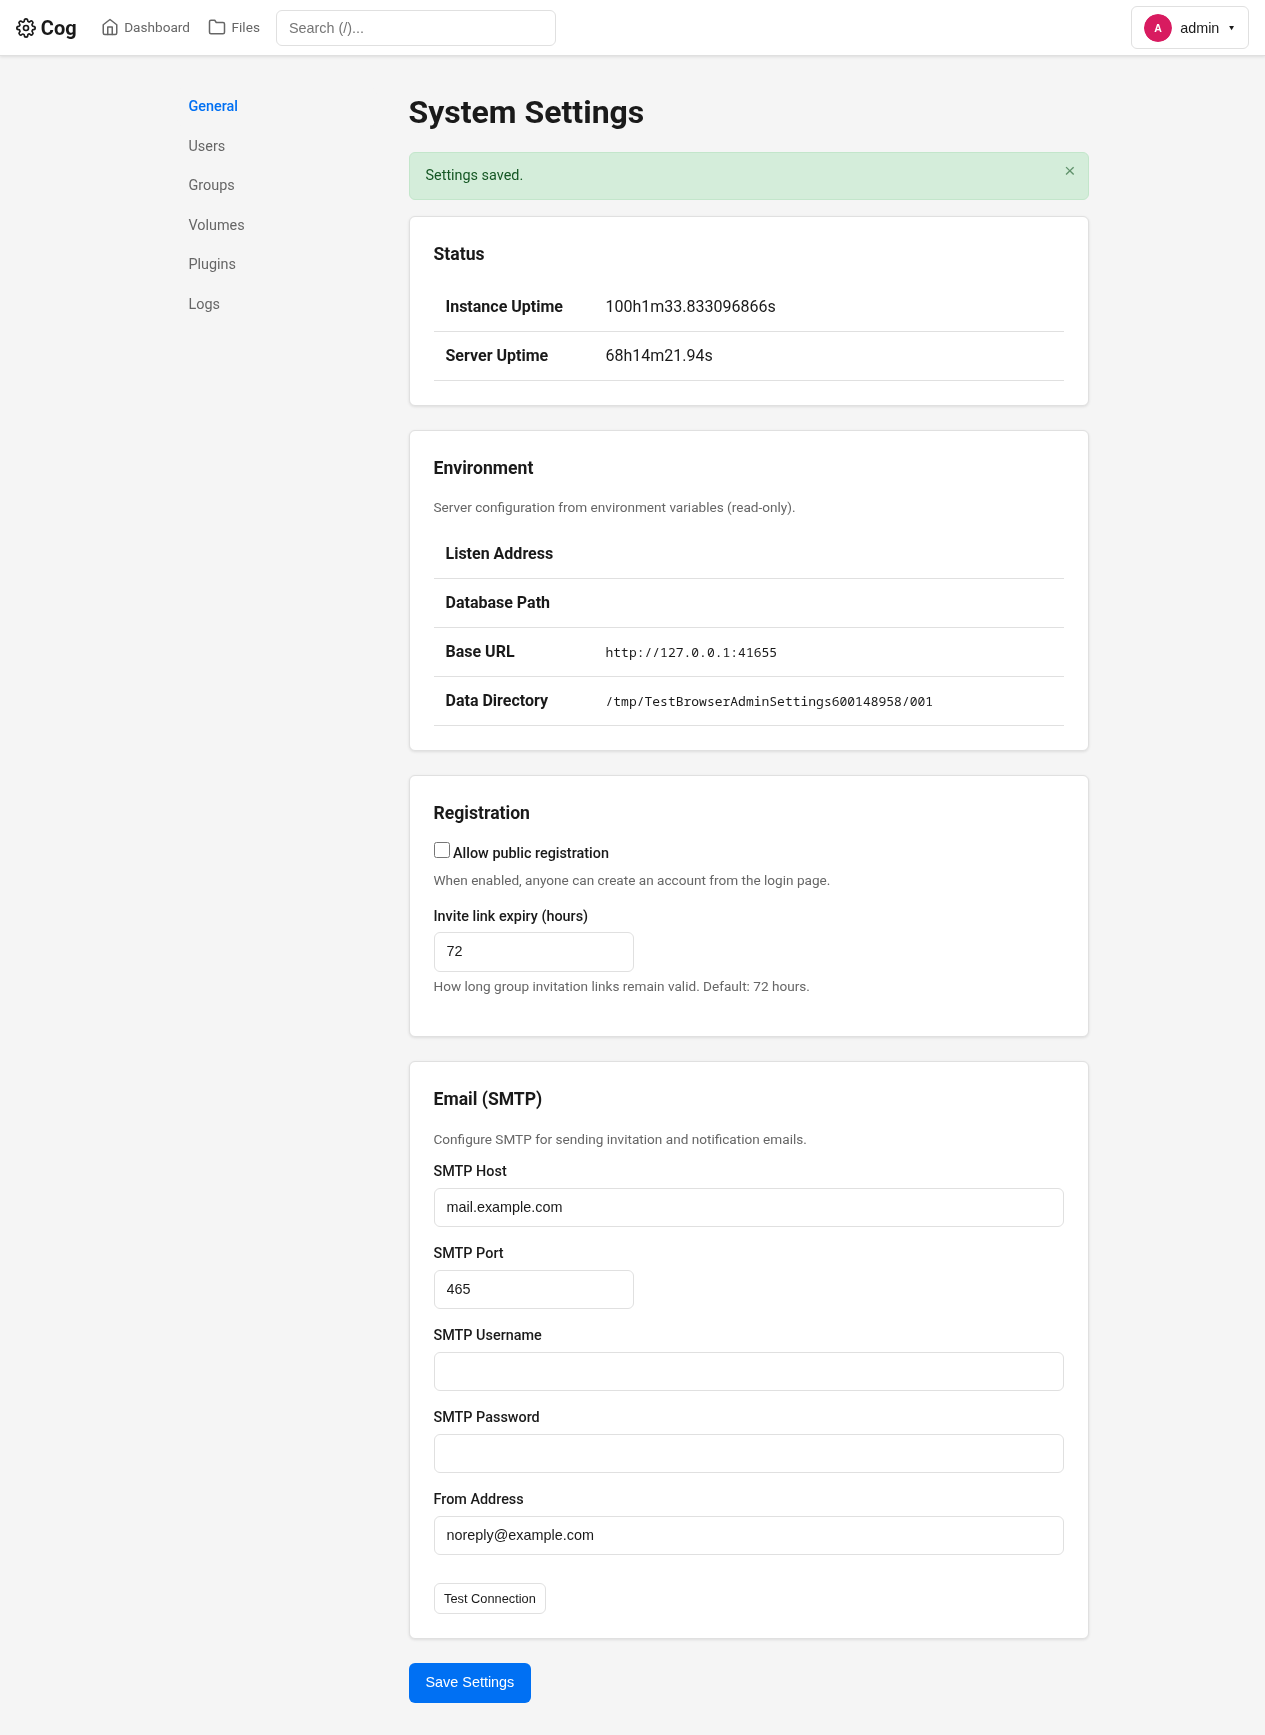 Cog
Dashboard
Files
Search (/)...
A
admin
General
Users
Groups
Volumes
Plugins
Logs
System Settings
Settings saved.
×
Status
Instance Uptime 100h1m33.833096866s
Server Uptime 68h14m21.94s
Environment
Server configuration from environment variables (read-only).
Listen Address
Database Path
Base URL http://127.0.0.1:41655
Data Directory /tmp/TestBrowserAdminSettings600148958/001
Registration
Allow public registration
When enabled, anyone can create an account from the login page.
Invite link expiry (hours)
72
How long group invitation links remain valid. Default: 72 hours.
Email (SMTP)
Configure SMTP for sending invitation and notification emails.
SMTP Host
mail.example.com
SMTP Port
465
SMTP Username
SMTP Password
From Address
noreply@example.com
Test Connection
Save Settings